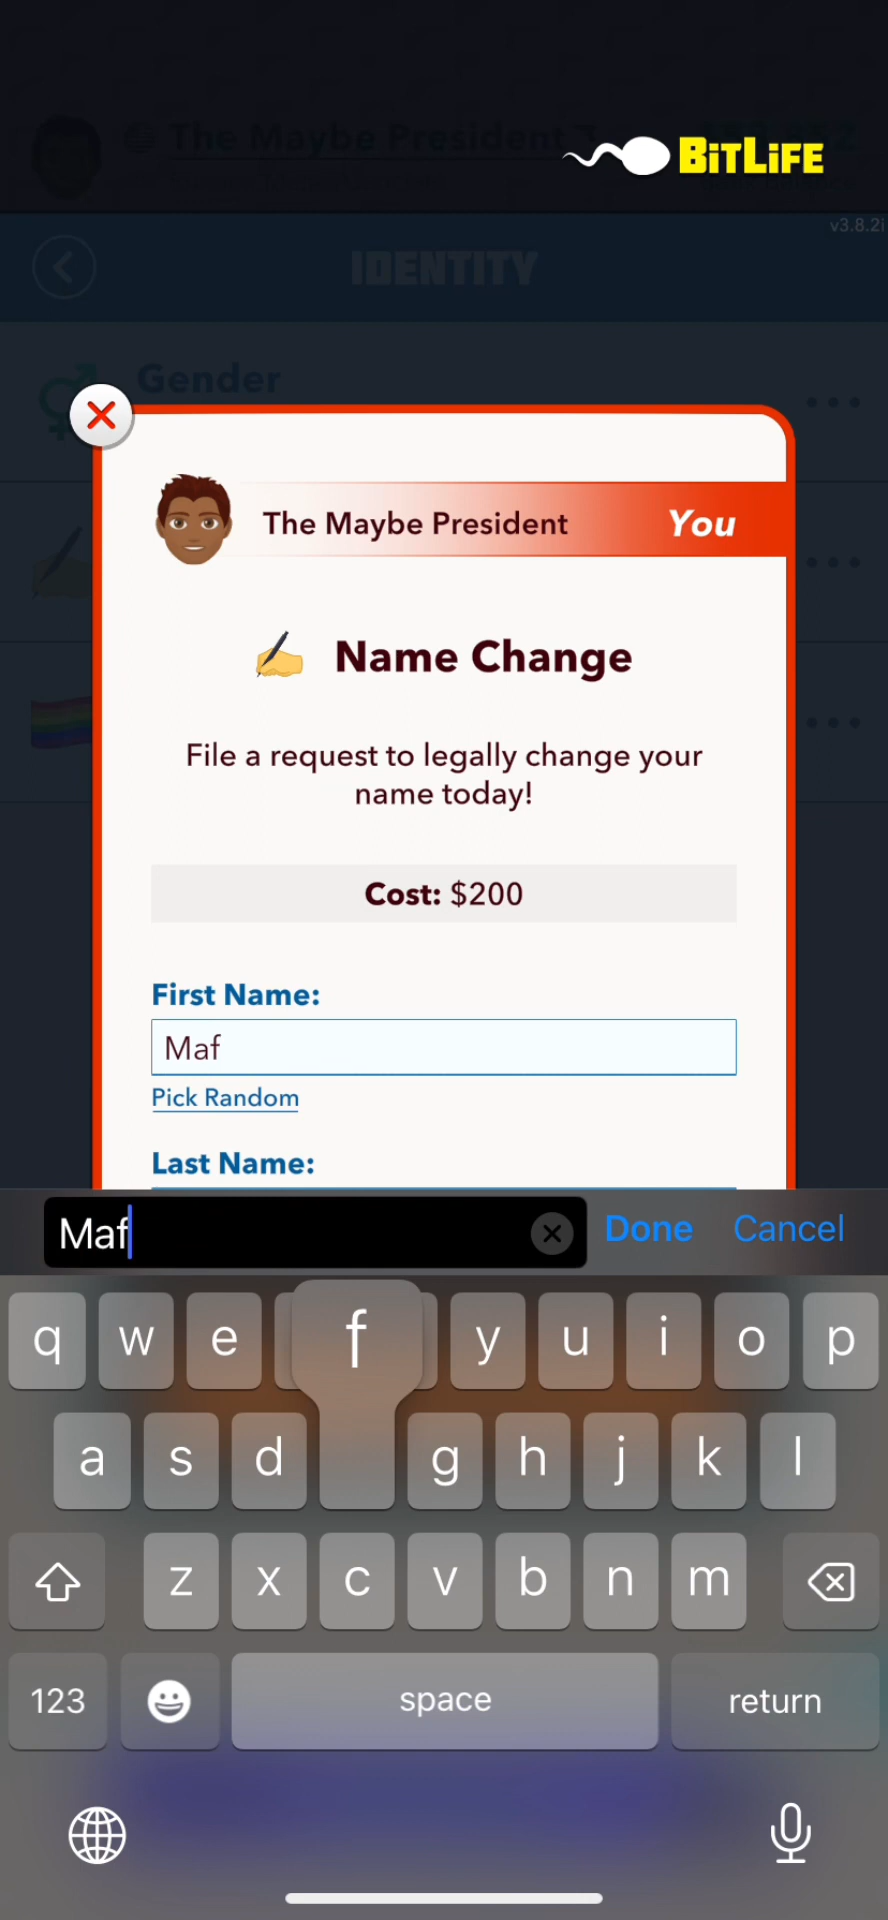 The Maybe President
BITLIFE
v3.8.2i
IDENTITY
Gender
The Maybe President
You
Name Change
File a request to legally change your
name today!
Cost: $200
First Name:
Maf
Pick Random
Last Name:
Maf
Done
Cancel
q w e f y u i o p
a s d g h j k l
z x c v b n m
123
space
return